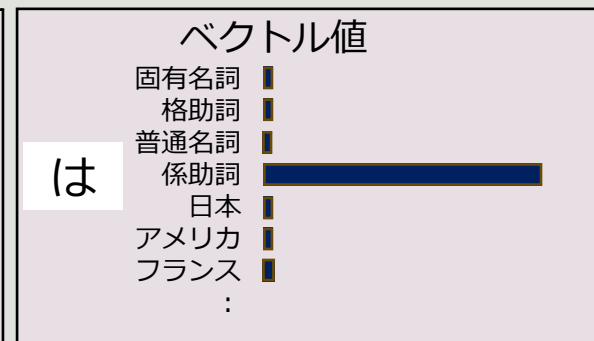 ベクトル値
は
固有名詞
格助詞
普通名詞
係助詞
日本
アメリカ
フランス
: